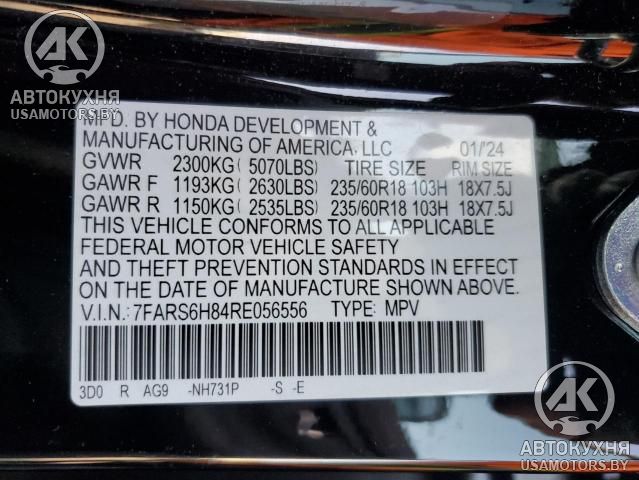 AK
АВТОКУХНЯ
USAMOTORS.BY
MFD. BY HONDA DEVELOPMENT &
MANUFACTURING OF AMERICA, LLC 01/'24
GVWR 2300KG( 5070LBS) TIRE SIZE RIM SIZE
GAWR F 1193KG( 2630LBS) 235/60R18 103H 18X7.5J
GAWR R 1150KG( 2535LBS) 235/60R18 103H 18X7.5J
THIS VEHICLE CONFORMS TO ALL APPLICABLE
FEDERAL MOTOR VEHICLE SAFETY
AND THEFT PREVENTION STANDARDS IN EFFECT
ON THE DATE OF MANUFACTURE SHOWN ABOVE.
V.I.N.: 7FARS6H84RE056556 TYPE: MPV
3D0 R AG9 -NH731P -S -E
AK
АВТОКУХНЯ
USAMOTORS.BY